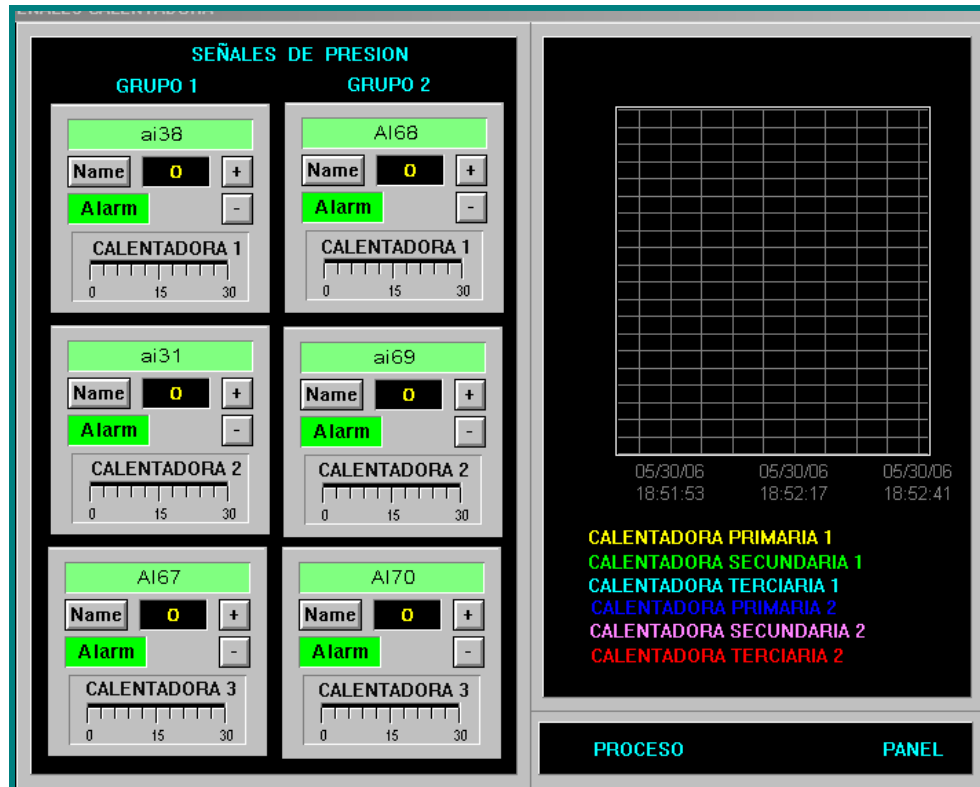 SEÑALES CALENTADORA
SEÑALES DE PRESION
GRUPO 1
GRUPO 2
ai38
Name 0 +
Alarm -
CALENTADORA 1
0 15 30
AI68
Name 0 +
Alarm -
CALENTADORA 1
0 15 30
ai31
Name 0 +
Alarm -
CALENTADORA 2
0 15 30
ai69
Name 0 +
Alarm -
CALENTADORA 2
0 15 30
AI67
Name 0 +
Alarm -
CALENTADORA 3
0 15 30
AI70
Name 0 +
Alarm -
CALENTADORA 3
0 15 30
05/30/06 05/30/06 05/30/06
18:51:53 18:52:17 18:52:41
CALENTADORA PRIMARIA 1
CALENTADORA SECUNDARIA 1
CALENTADORA TERCIARIA 1
CALENTADORA PRIMARIA 2
CALENTADORA SECUNDARIA 2
CALENTADORA TERCIARIA 2
PROCESO PANEL